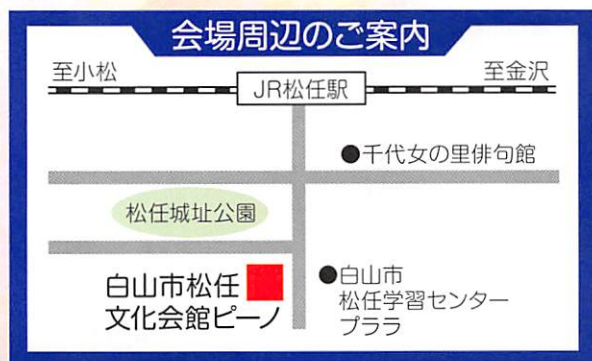 会場周辺のご案内
至小松
至金沢
JR松任駅
●千代女の里俳句館
松任城址公園
白山市松任
文化会館ピーノ
●白山市
松任学習センター
プララ